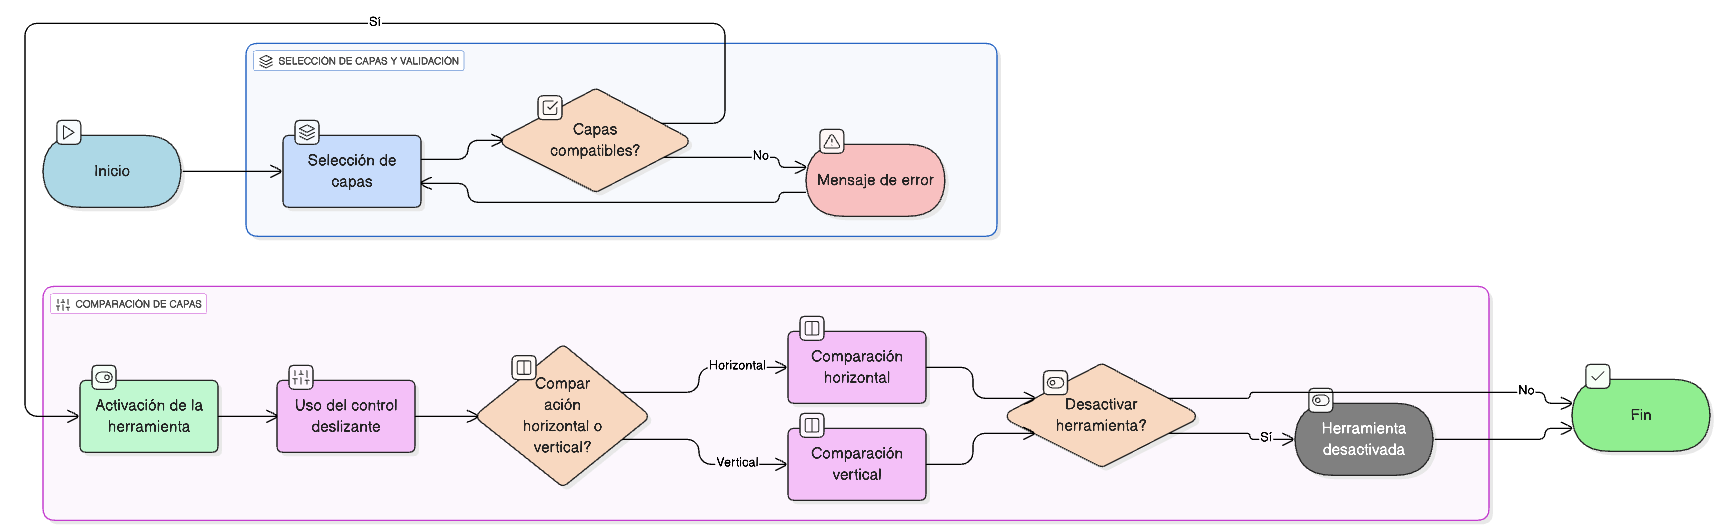 Sí
SELECCIÓN DE CAPAS Y VALIDACIÓN
Inicio
Selección de
capas
Capas
compatibles?
No
Mensaje de error
COMPARACIÓN DE CAPAS
Activación de la
herramienta
Uso del control
deslizante
Compar
ación
horizontal o
vertical?
Horizontal
Comparación
horizontal
Vertical
Comparación
vertical
Desactivar
herramienta?
No
Sí
Herramienta
desactivada
Fin